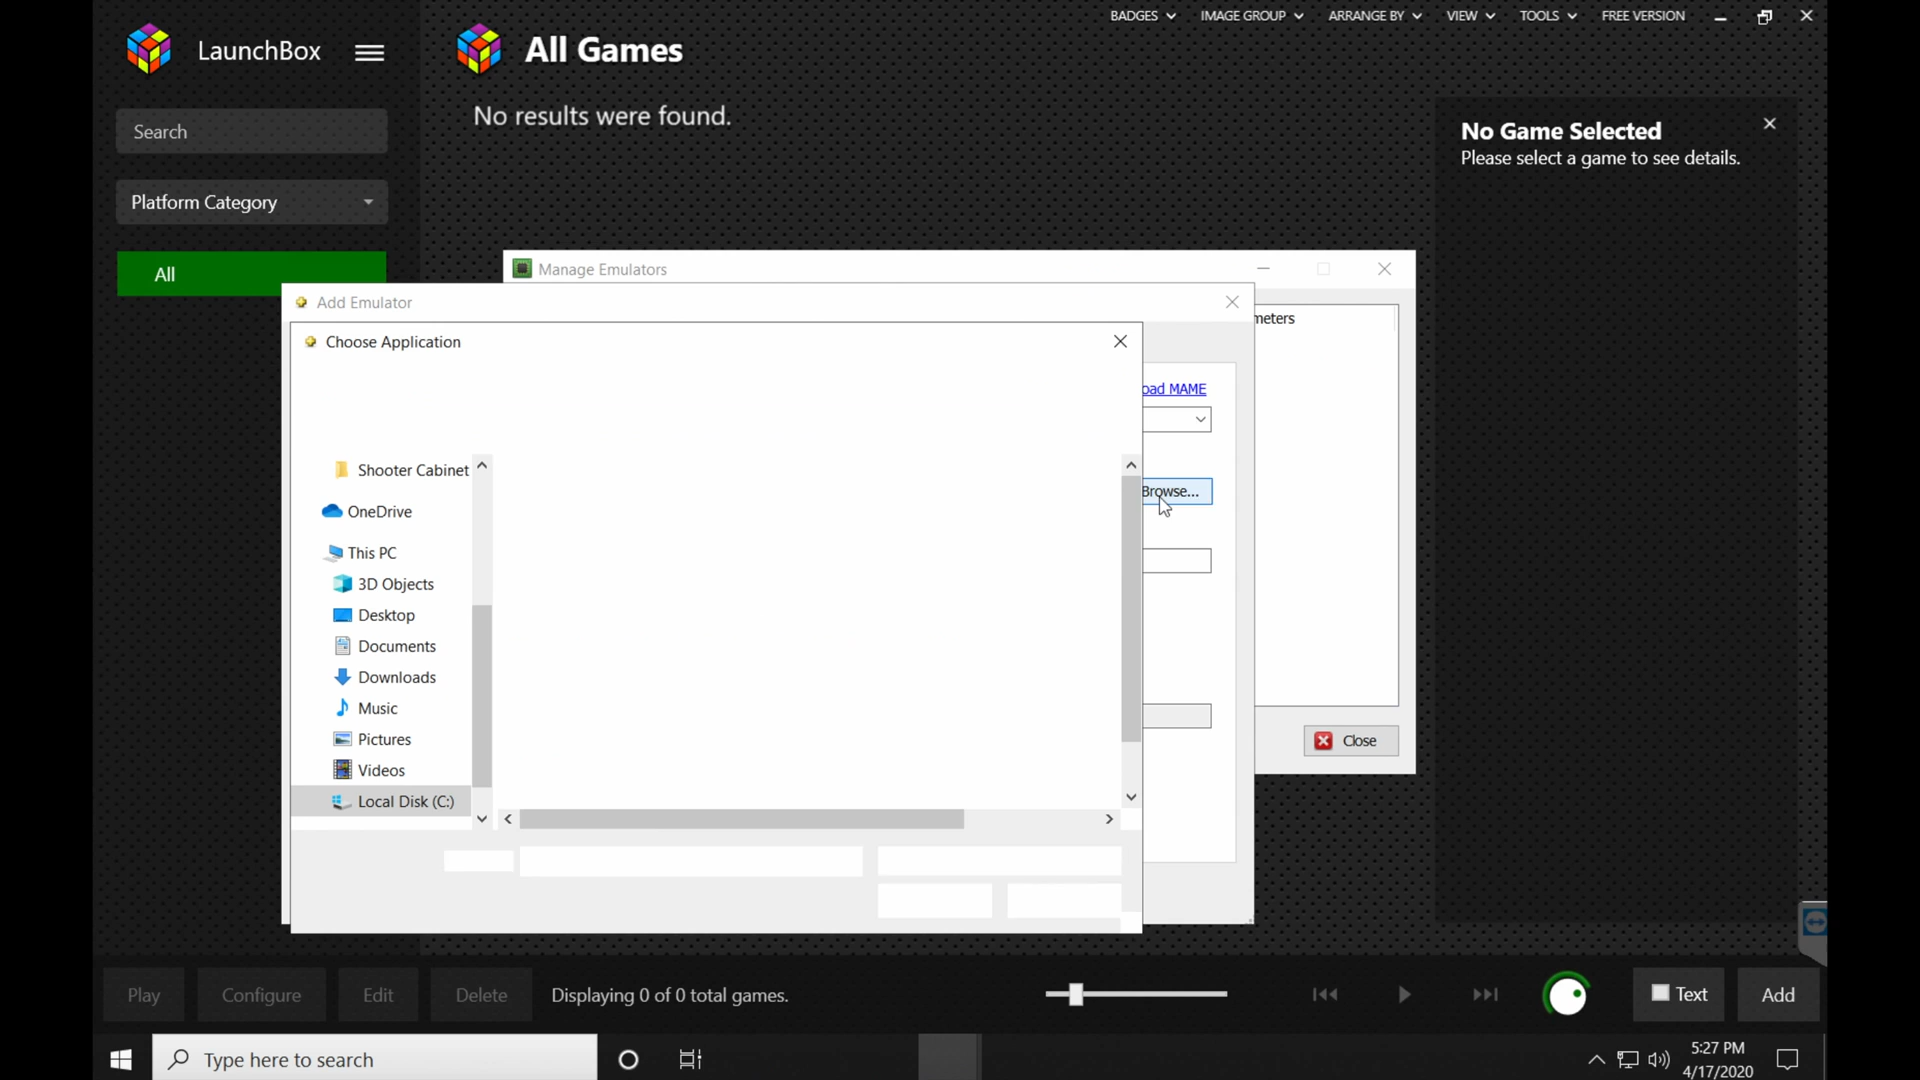 BADGES
IMAGE GROUP
ARRANGE BY
VIEW
TOOLS
FREE VERSION
LaunchBox
All Games
Search
No results were found.
No Game Selected
Please select a game to see details.
Platform Category
All
Manage Emulators
Add Emulator
meters
Choose Application
oad MAME
Shooter Cabinet
Browse...
OneDrive
This PC
3D Objects
Desktop
Documents
Downloads
Music
Pictures
Close
Videos
Local Disk (C:)
Play
Configure
Edit
Delete
Displaying 0 of 0 total games.
Text
Add
Type here to search
5:27 PM
4/17/2020